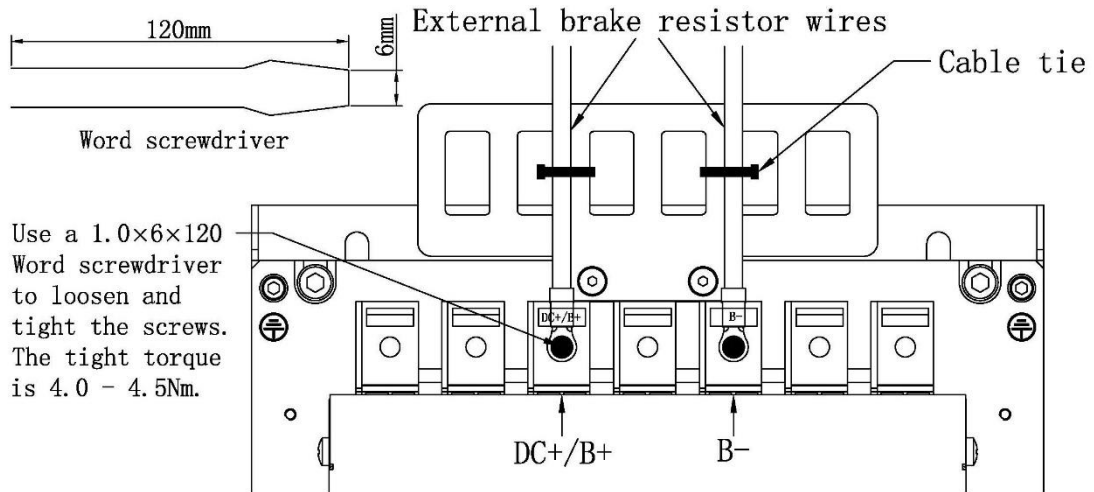 120mm
6mm
Word screwdriver
External brake resistor wires
Cable tie
Use a 1.0×6×120
Word screwdriver
to loosen and
tight the screws.
The tight torque
is 4.0 - 4.5Nm.
DC+/B+
B-
DC+/B+
B-